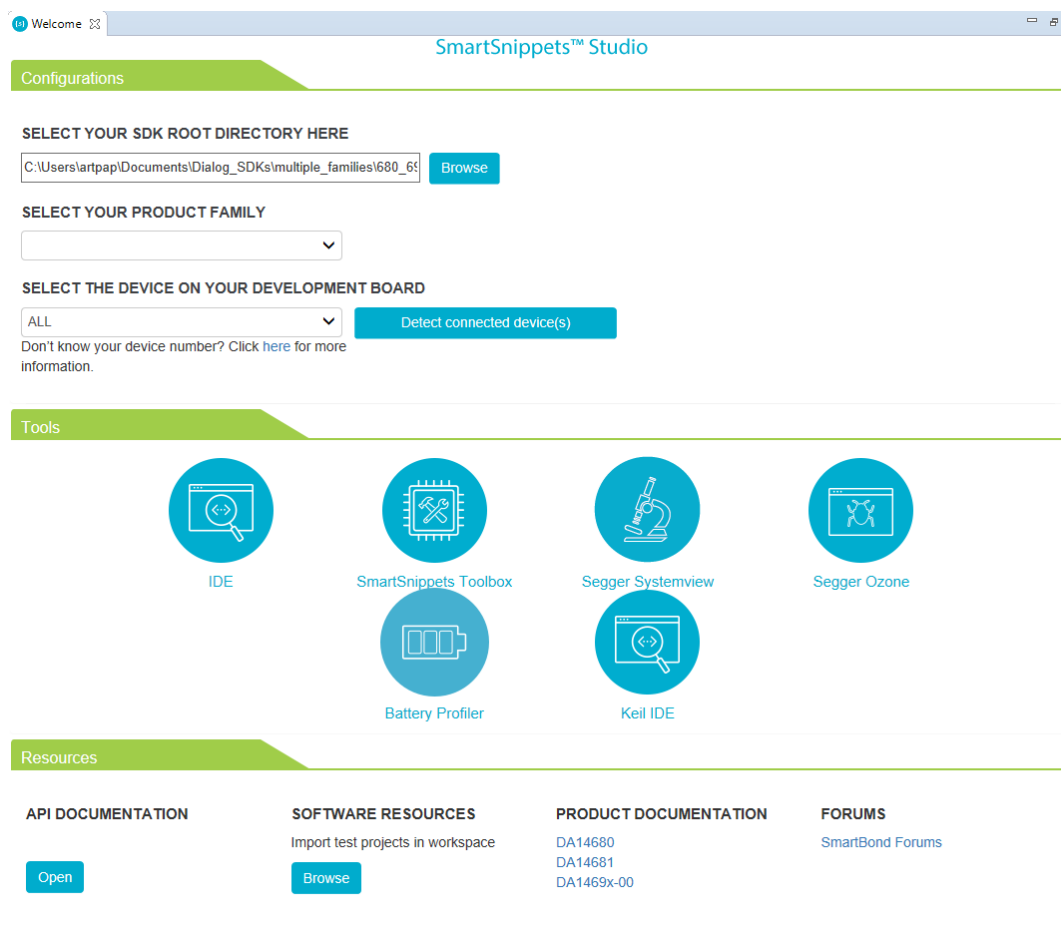 Welcome
SmartSnippets™ Studio
Configurations
SELECT YOUR SDK ROOT DIRECTORY HERE
C:\Users\artpap\Documents\Dialog_SDKs\multiple_families\680_69
Browse
SELECT YOUR PRODUCT FAMILY
SELECT THE DEVICE ON YOUR DEVELOPMENT BOARD
ALL
Detect connected device(s)
Don't know your device number? Click here for more
information.
Tools
IDE
SmartSnippets Toolbox
Segger Systemview
Segger Ozone
Battery Profiler
Keil IDE
Resources
API DOCUMENTATION
Open
SOFTWARE RESOURCES
Import test projects in workspace
Browse
PRODUCT DOCUMENTATION
DA14680
DA14681
DA1469x-00
FORUMS
SmartBond Forums